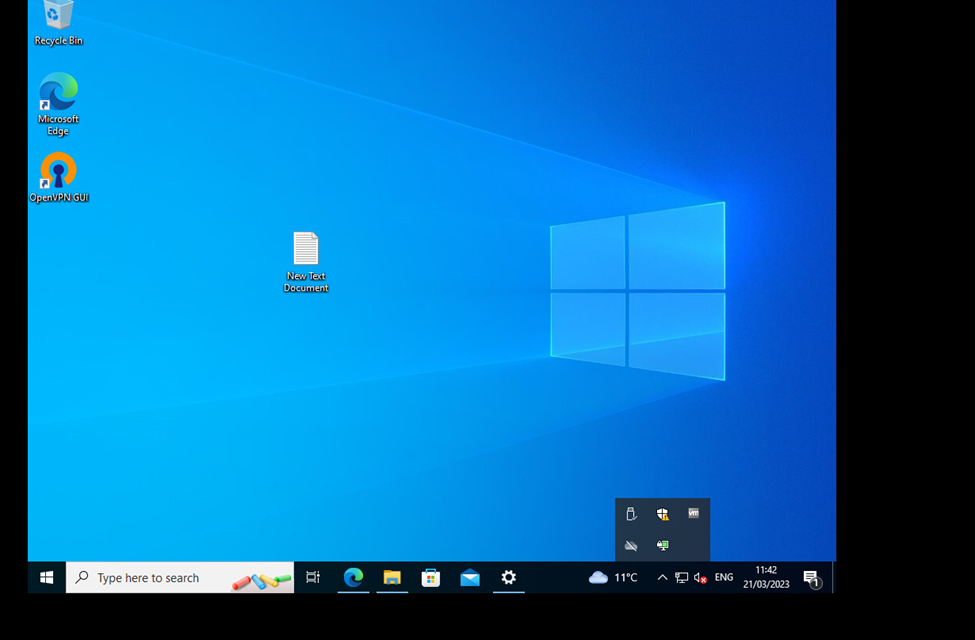 Recycle Bin
Microsoft
Edge
OpenVPN GUI
New Text
Document
vm
Type here to search
11°C
ENG
11:42
21/03/2023
1